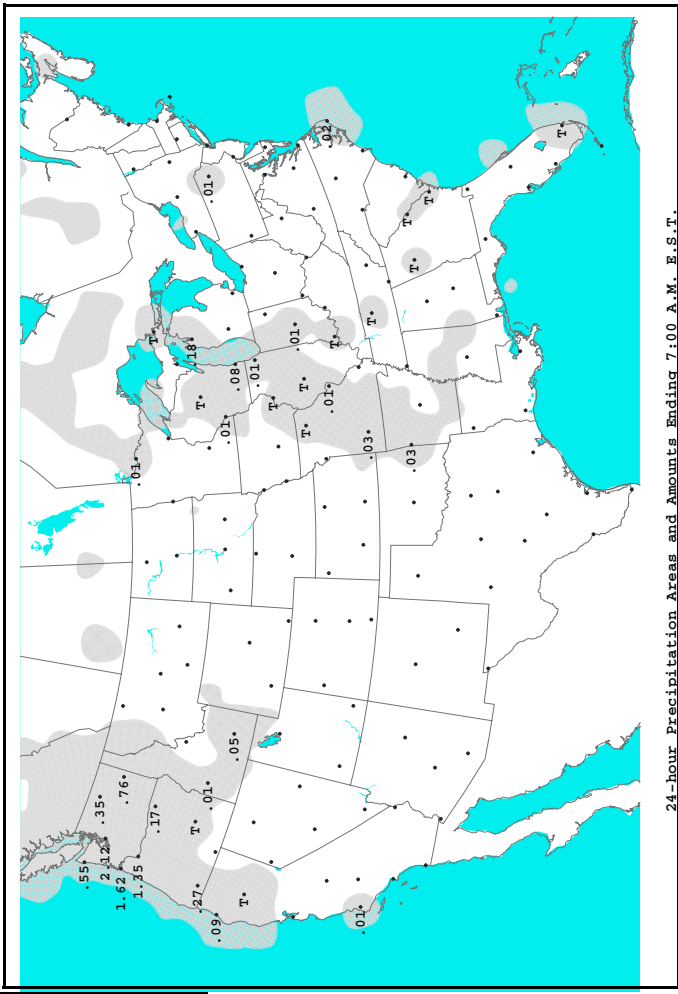 .55
.35
2.12
1.62
.76
1.35
.01
T
.17
.18
T
.27
T
.01
.01
.09
.01
.05
.08
T
.01
T
.01
T
T
.02
.01
T
.01
.03
T
T
.03
T
T
T
24-hour Precipitation Areas and Amounts Ending 7:00 A.M. E.S.T.